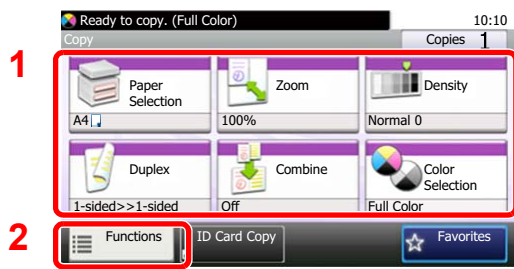 Ready to copy. (Full Color)
10:10
Copy
Copies 1
1
Paper
Selection
A4
Zoom
100%
Density
Normal 0
Duplex
1-sided>>1-sided
Combine
Off
Color
Selection
Full Color
2
Functions
ID Card Copy
Favorites